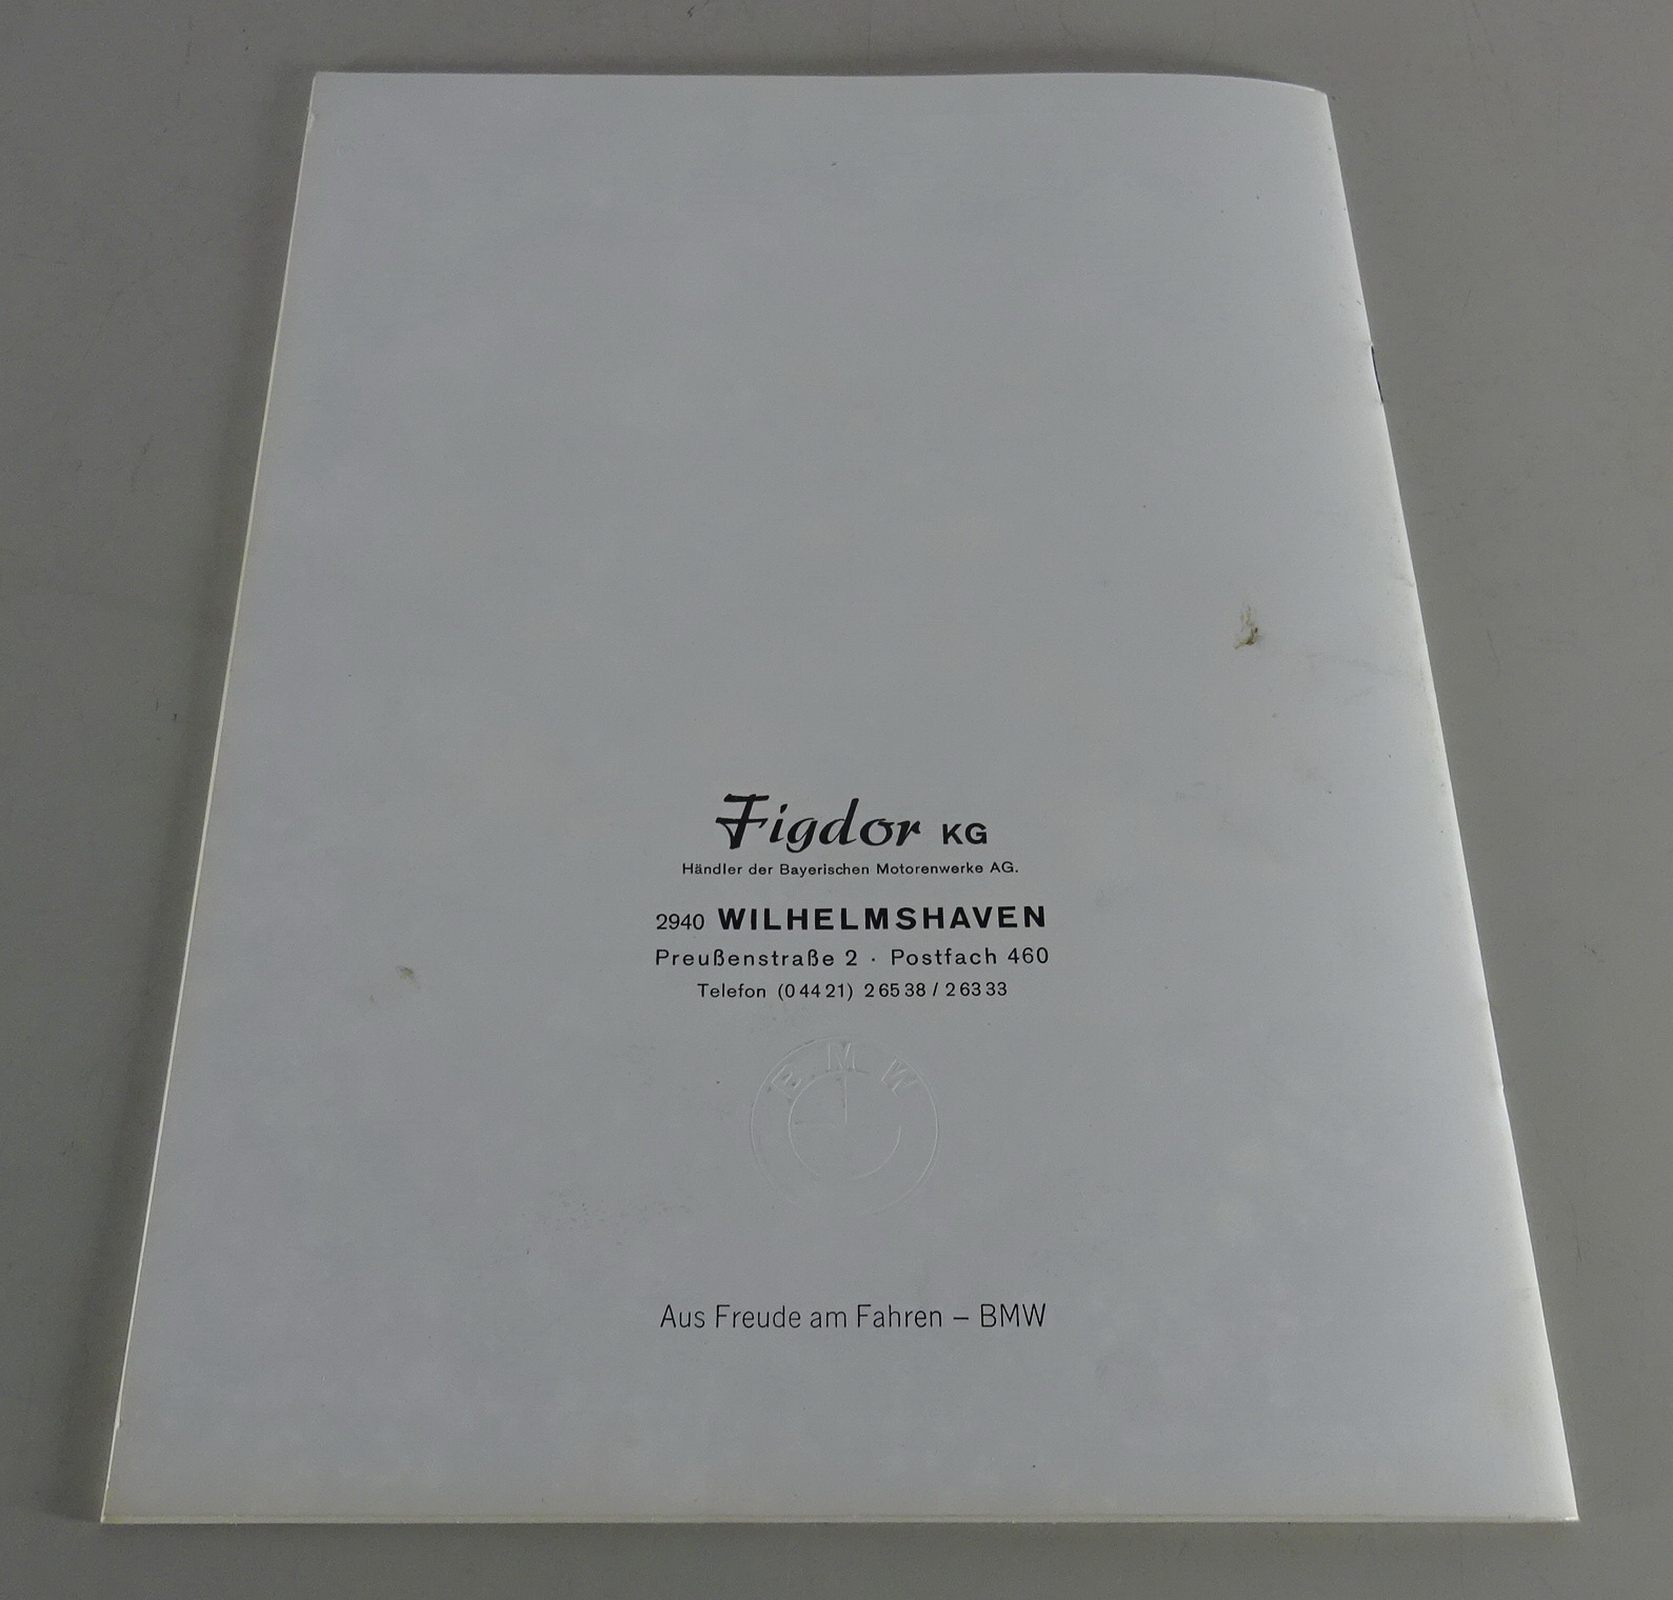 Figdor KG
Händler der Bayerischen Motorenwerke AG.
2940 WILHELMSHAVEN
Preußenstraße 2 · Postfach 460
Telefon (0 44 21) 2 65 38 / 2 63 33
BMW
Aus Freude am Fahren – BMW